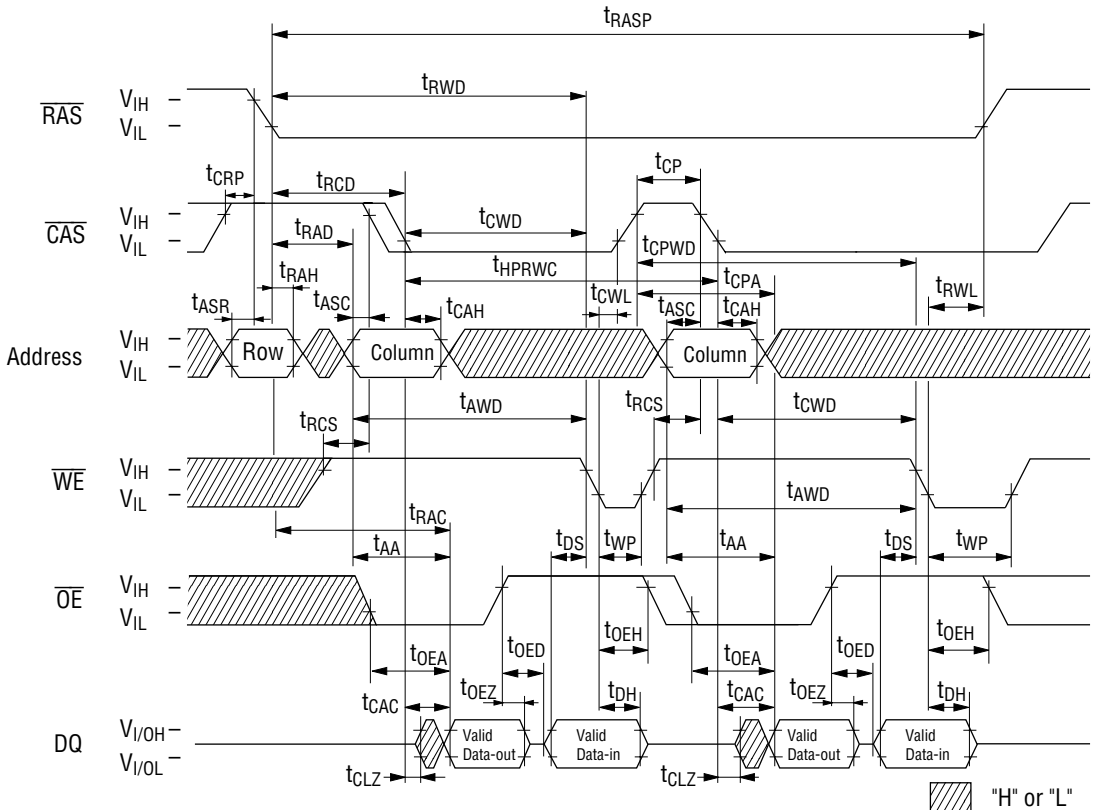 tRASP
tRWD
RAS
VIH
VIL
tCRP
tRCD
tCP
CAS
VIH
VIL
tRAD
tCWD
tCPWD
tHPRWC
tCPA
tRAH
tASR
tASC
tCAH
tCWL
tASC
tCAH
tRWL
Address
VIH
VIL
Row
Column
Column
tAWD
tRCS
tRCS
tCWD
WE
VIH
VIL
tAWD
tRAC
tAA
tDS
tWP
tAA
tDS
tWP
OE
VIH
VIL
tOEA
tOED
tOEH
tOEA
tOED
tOEH
tCAC
tOEZ
tDH
tCAC
tOEZ
tDH
DQ
VI/OH
VI/OL
Valid
Data-out
Valid
Data-in
Valid
Data-out
Valid
Data-in
tCLZ
tCLZ
"H" or "L"